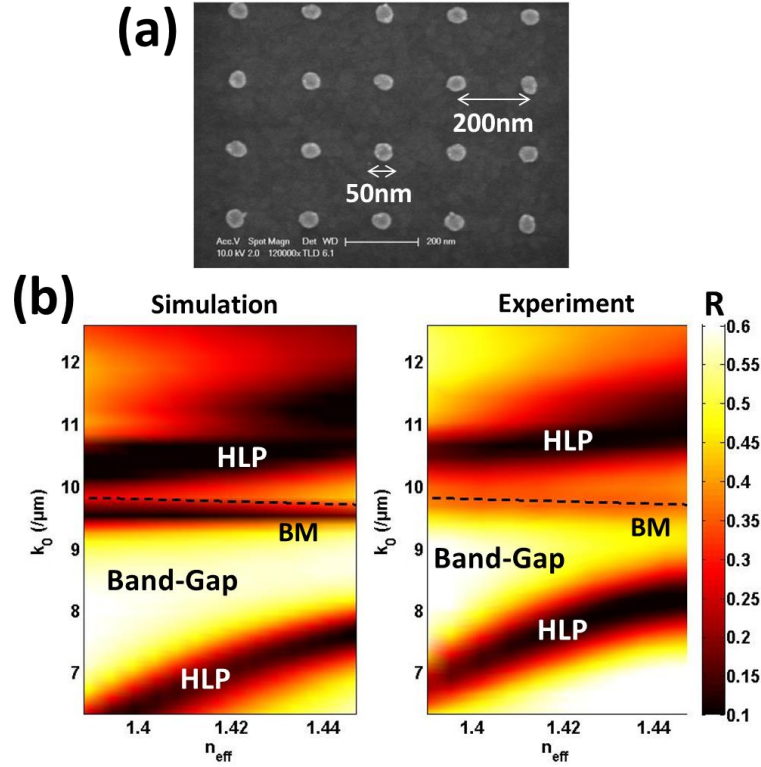 (a)
200nm
50nm
Acc.V Spot Magn Det WD
10.0 kV 2.0 120000x TLD 6.1
200 nm
(b)
Simulation
Experiment
R
12
11
10
9
8
7
k0 (/μm)
HLP
BM
Band-Gap
HLP
1.4
1.42
1.44
neff
12
11
10
9
8
7
k0 (/μm)
HLP
BM
Band-Gap
HLP
1.4
1.42
1.44
neff
0.6
0.55
0.5
0.45
0.4
0.35
0.3
0.25
0.2
0.15
0.1